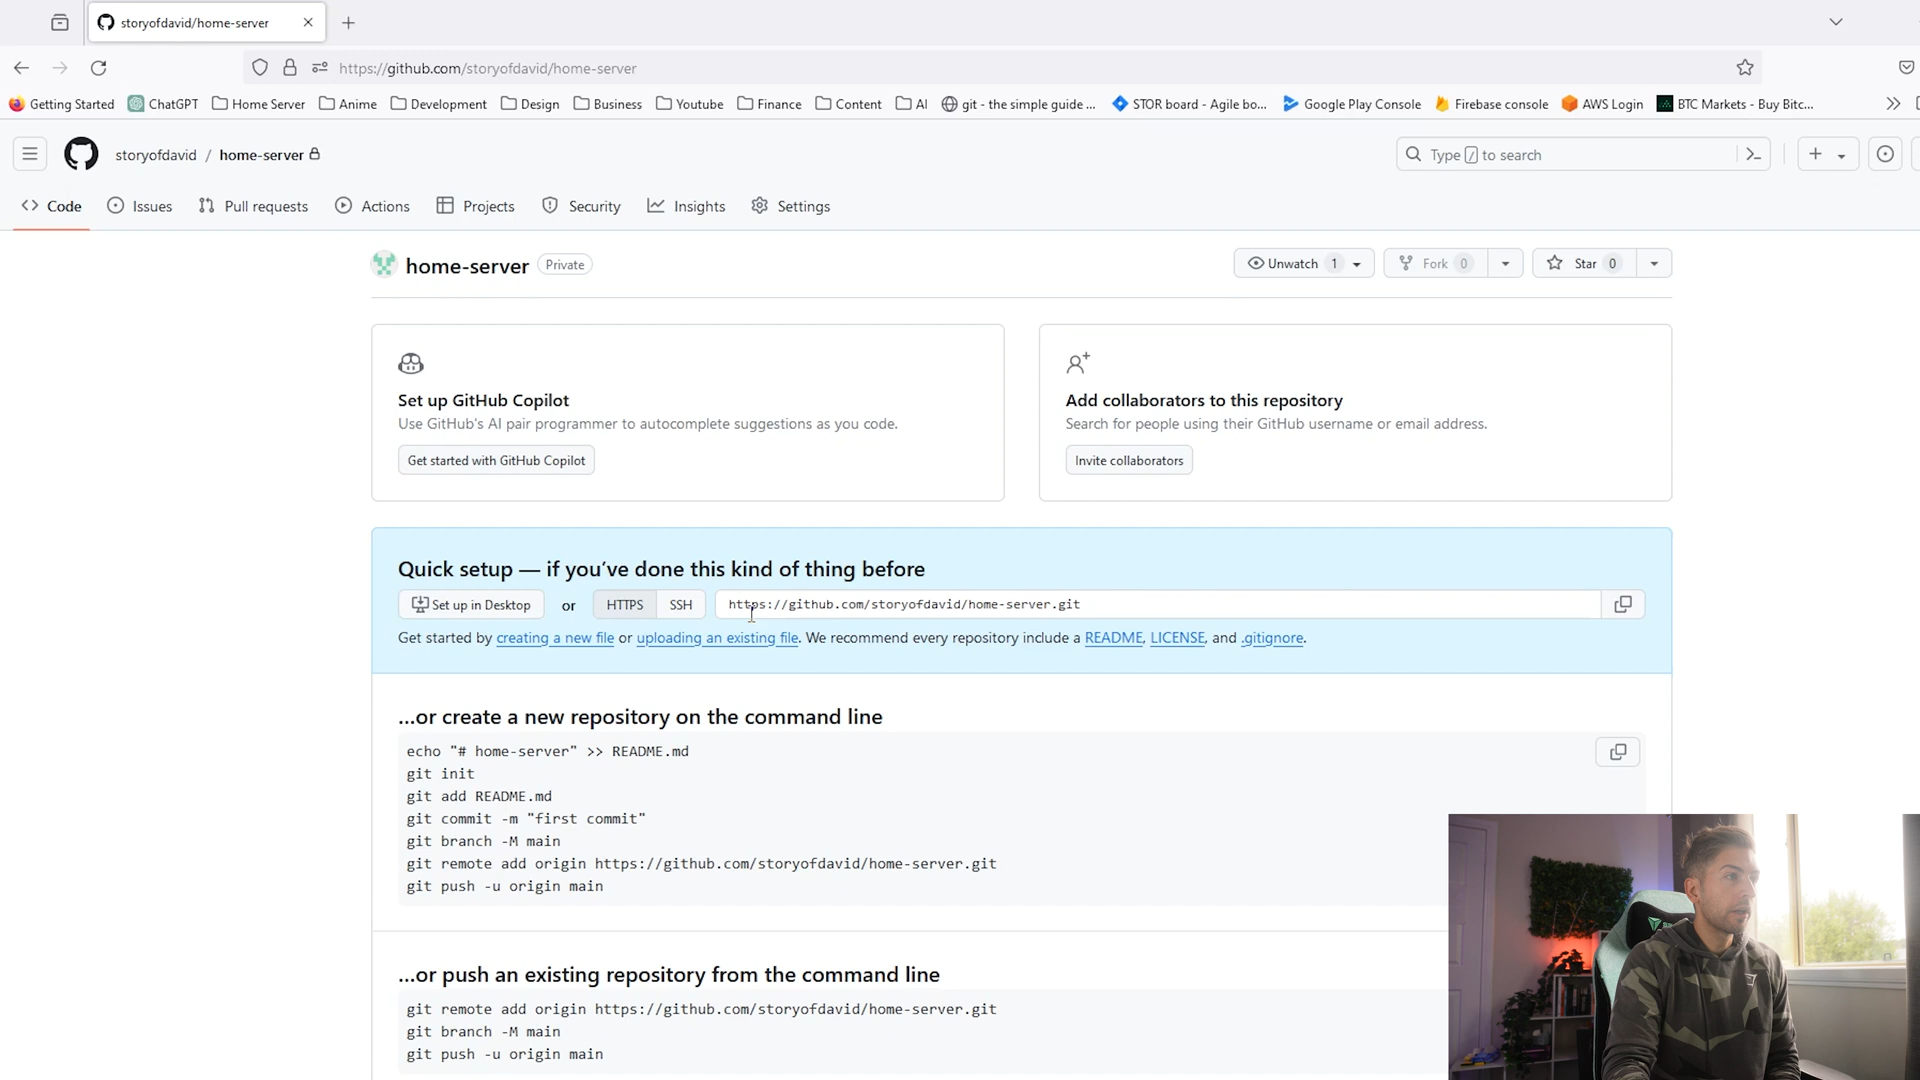 storyofdavid/home-server
https://github.com/storyofdavid/home-server
Getting Started ChatGPT Home Server Anime Development Design Business Youtube Finance Content AI git - the simple guide ... STOR board - Agile bo... Google Play Console Firebase console AWS Login BTC Markets - Buy Bitc...
storyofdavid / home-server Type / to search
Code Issues Pull requests Actions Projects Security Insights Settings
home-server Private Unwatch 1 Fork 0 Star 0
Set up GitHub Copilot
Use GitHub's AI pair programmer to autocomplete suggestions as you code.
Get started with GitHub Copilot
Add collaborators to this repository
Search for people using their GitHub username or email address.
Invite collaborators
Quick setup — if you've done this kind of thing before
Set up in Desktop or HTTPS SSH https://github.com/storyofdavid/home-server.git
Get started by creating a new file or uploading an existing file. We recommend every repository include a README, LICENSE, and .gitignore.
...or create a new repository on the command line
echo "# home-server" >> README.md
git init
git add README.md
git commit -m "first commit"
git branch -M main
git remote add origin https://github.com/storyofdavid/home-server.git
git push -u origin main
...or push an existing repository from the command line
git remote add origin https://github.com/storyofdavid/home-server.git
git branch -M main
git push -u origin main